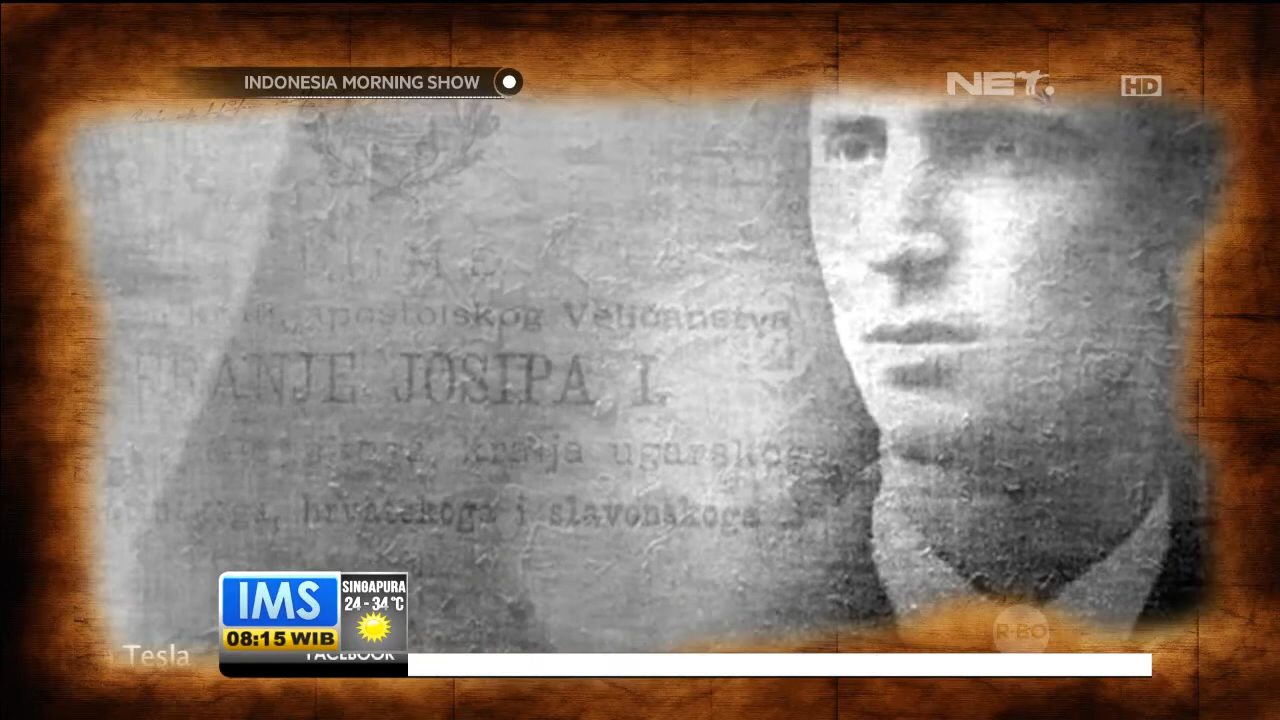 INDONESIA MORNING SHOW
NET.
HD
apostolskog Veličanstva
FRANJE JOSIPA I.
kralja ugarskoga
hrvatskoga i slavonskoga
IMS
SINGAPURA
24 - 34 °C
08:15 WIB
FACEBOOK
Tesla
R-BO